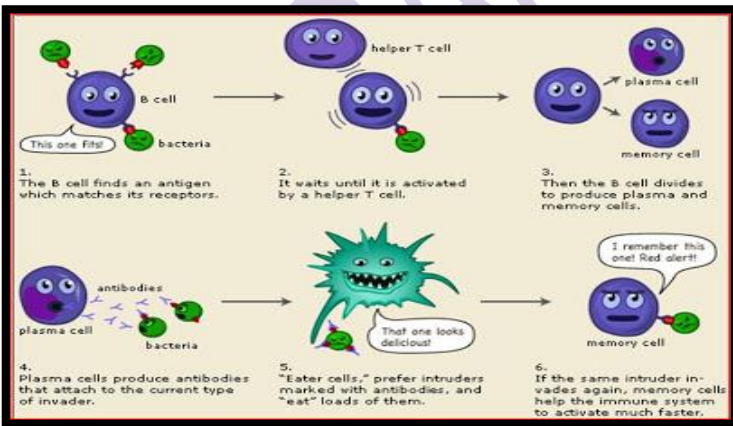 helper T cell
B cell
This one fits!
bacteria
plasma cell
memory cell
1.
The B cell finds an antigen
which matches its receptors.
2.
It waits until it is activated
by a helper T cell.
3.
Then the B cell divides
to produce plasma and
memory cells.
antibodies
plasma cell
bacteria
That one looks
delicious!
I remember this
one! Red alert!
memory cell
4.
Plasma cells produce antibodies
that attach to the current type
of invader.
5.
"Eater cells," prefer intruders
marked with antibodies, and
"eat" loads of them.
6.
If the same intruder in-
vades again, memory cells
help the immune system
to activate much faster.